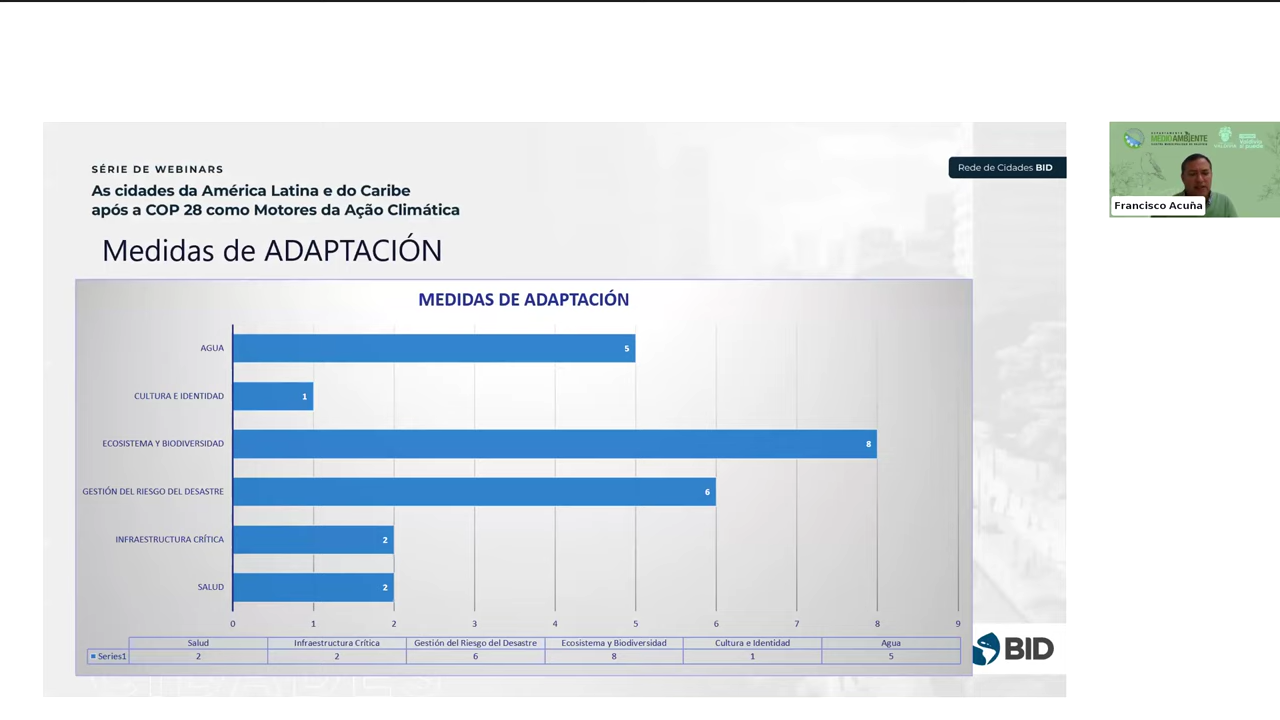 SÉRIE DE WEBINARS
As cidades da América Latina e do Caribe
após a COP 28 como Motores da Ação Climática
Rede de Cidades BID
MEDIOAMBIENTE
Francisco Acuña
Medidas de ADAPTACIÓN
MEDIDAS DE ADAPTACIÓN
AGUA 5
CULTURA E IDENTIDAD 1
ECOSISTEMA Y BIODIVERSIDAD 8
GESTIÓN DEL RIESGO DEL DESASTRE 6
INFRAESTRUCTURA CRÍTICA 2
SALUD 2
0 1 2 3 4 5 6 7 8 9
Salud Infraestructura Crítica Gestión del Riesgo del Desastre Ecosistema y Biodiversidad Cultura e Identidad Agua
Series1 2 2 6 8 1 5
BID